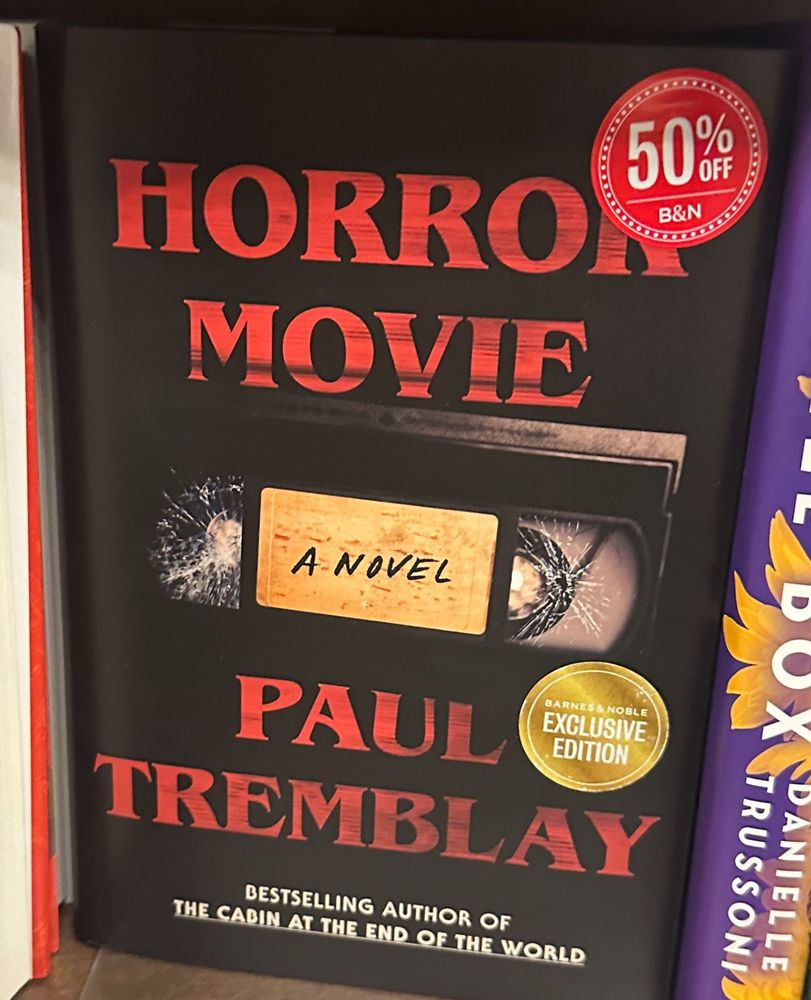 50%
OFF
B&N
HORROR
MOVIE
A NOVEL
PAUL
TREMBLAY
BARNES & NOBLE
EXCLUSIVE
EDITION
BESTSELLING AUTHOR OF
THE CABIN AT THE END OF THE WORLD
BOX
DANIELLE
TRUSSONI